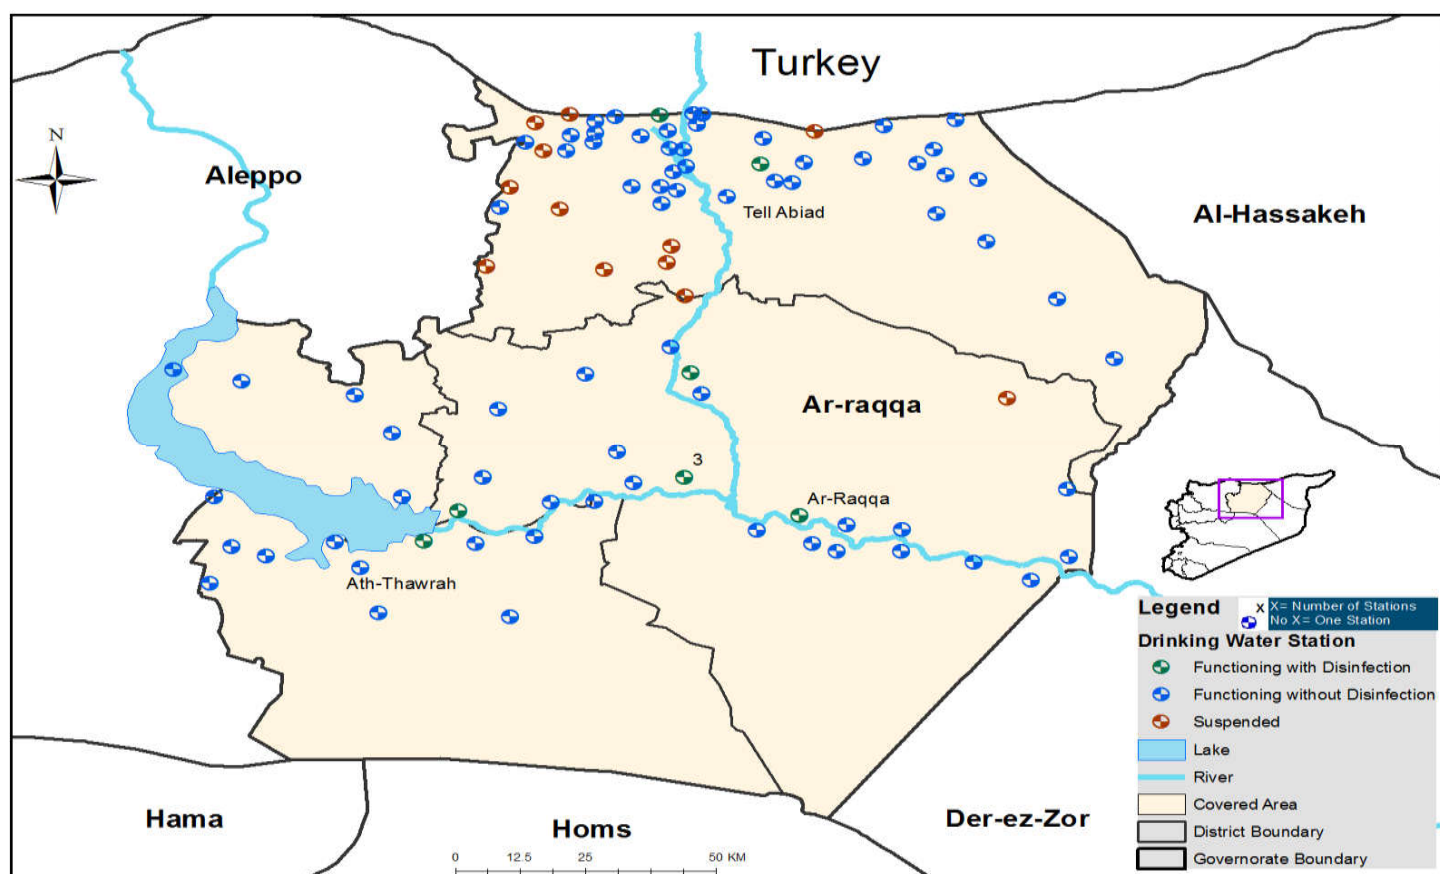 Turkey
N
Aleppo
Al-Hassakeh
Tell Abiad
Ar-raqqa
3
Ar-Raqqa
Ath-Thawrah
Hama
Homs
Der-ez-Zor
0 12.5 25 50 KM
Legend
X X= Number of Stations
No X= One Station
Drinking Water Station
Functioning with Disinfection
Functioning without Disinfection
Suspended
Lake
River
Covered Area
District Boundary
Governorate Boundary